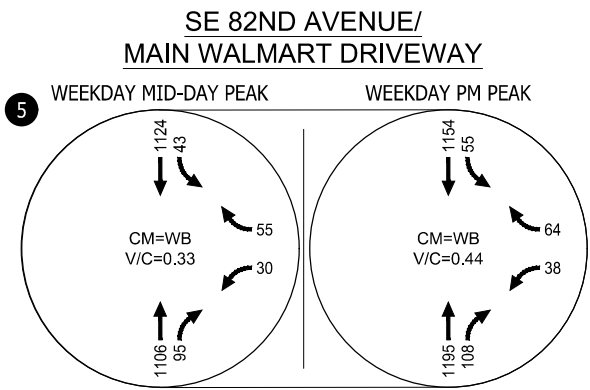 SE 82ND AVENUE/
MAIN WALMART DRIVEWAY
5
WEEKDAY MID-DAY PEAK
1124
43
55
CM=WB
V/C=0.33
30
1106
95
WEEKDAY PM PEAK
1154
55
64
CM=WB
V/C=0.44
38
1195
108